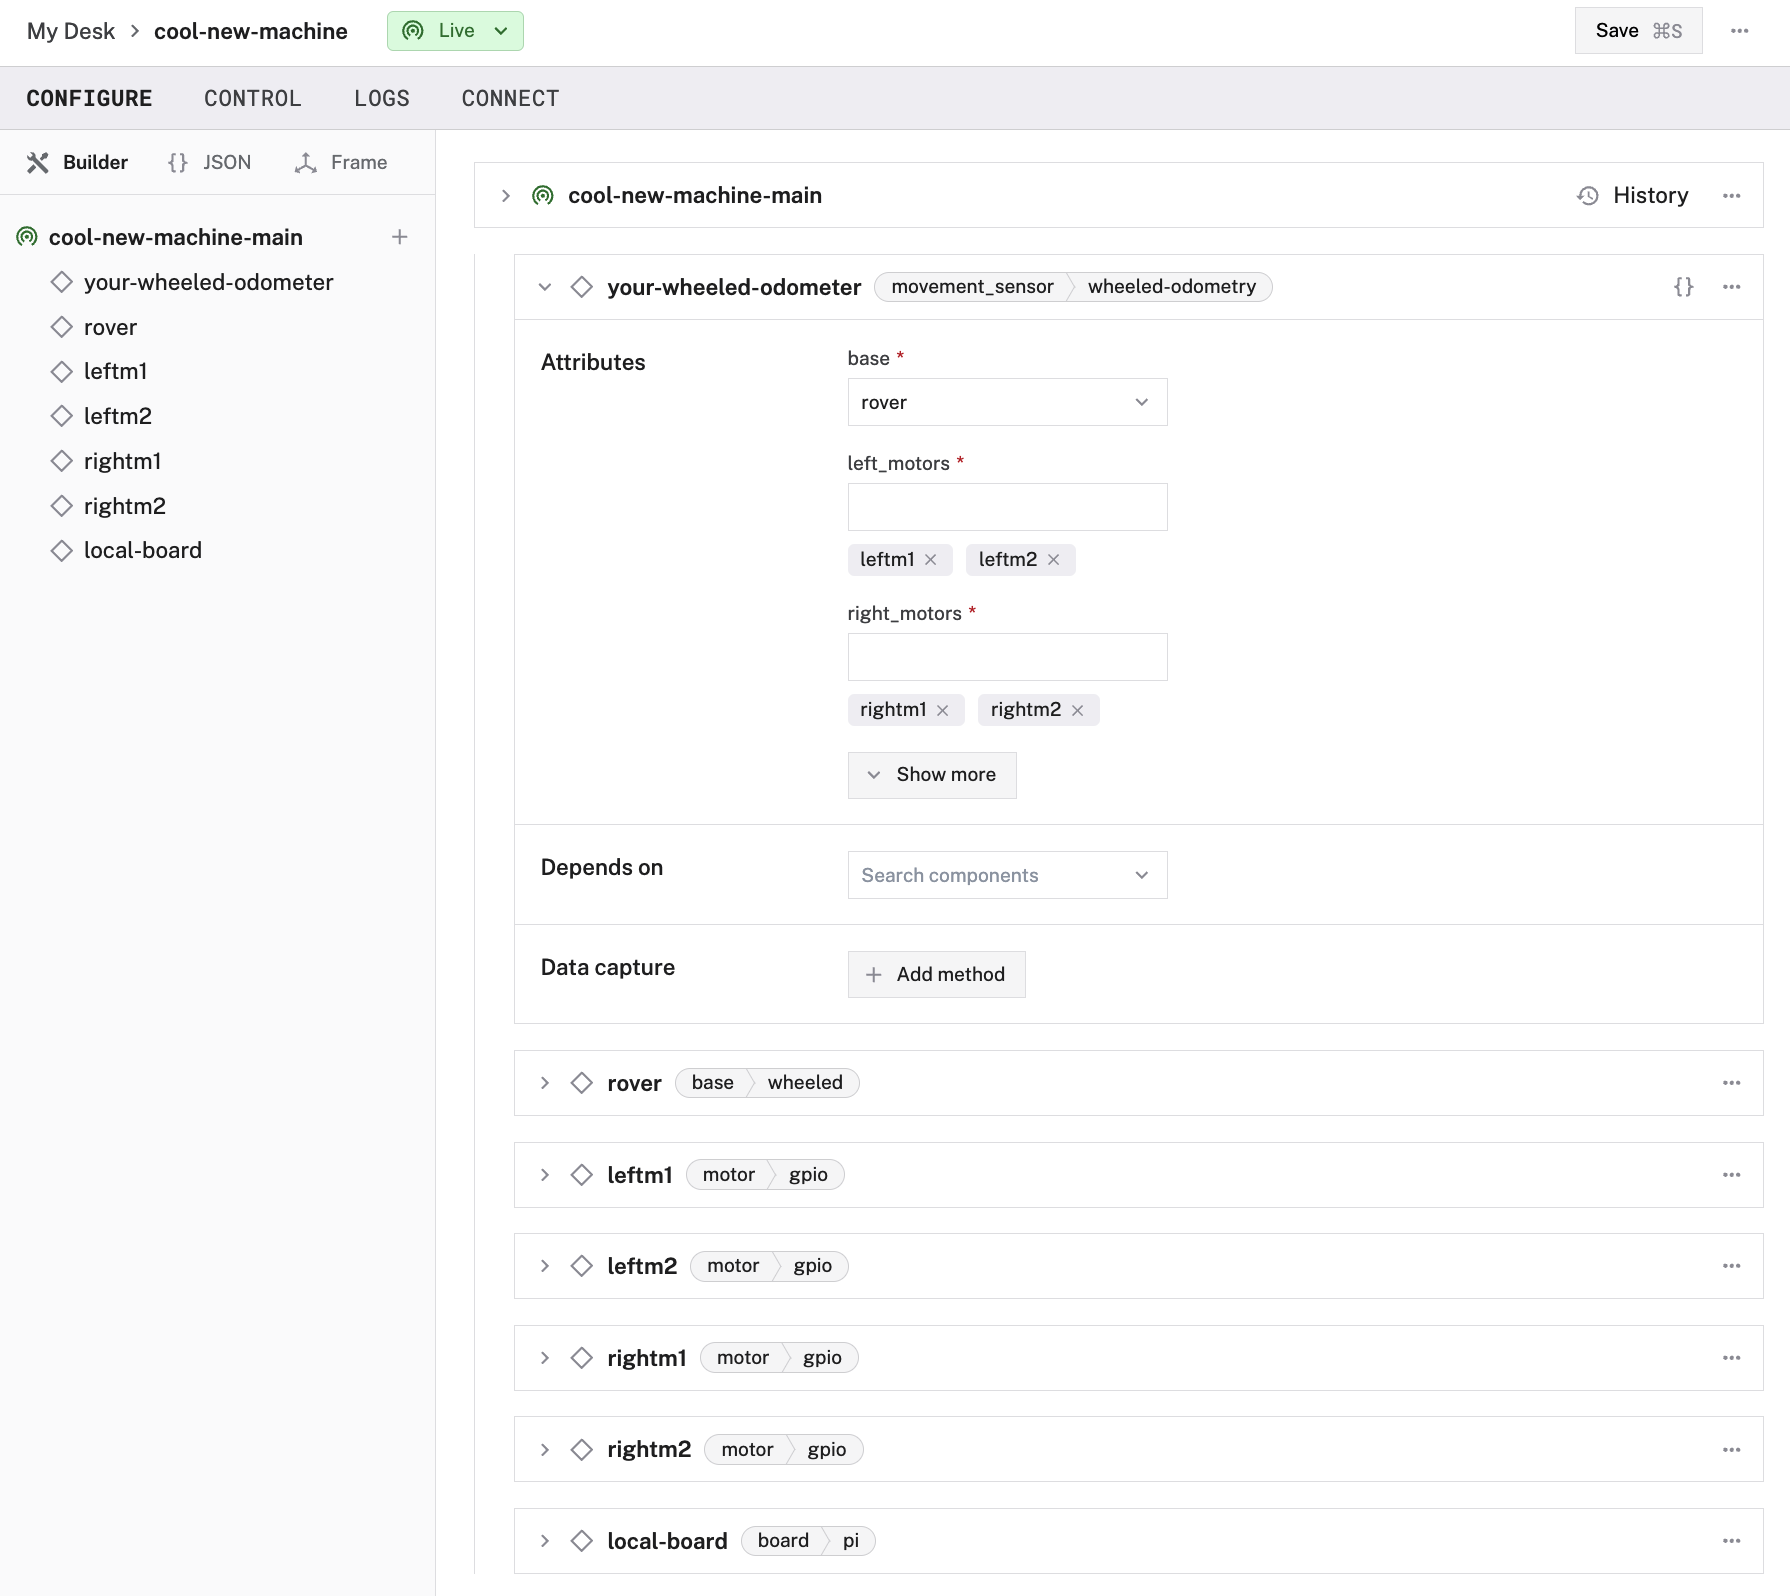 My Desk > cool-new-machine Live Save ⌘S ···
CONFIGURE CONTROL LOGS CONNECT
Builder {} JSON Frame
cool-new-machine-main +
your-wheeled-odometer
rover
leftm1
leftm2
rightm1
rightm2
local-board
cool-new-machine-main History ···
your-wheeled-odometer movement_sensor wheeled-odometry {} ···
Attributes
base *
rover
left_motors *
leftm1 × leftm2 ×
right_motors *
rightm1 × rightm2 ×
Show more
Depends on Search components
Data capture + Add method
rover base wheeled ···
leftm1 motor gpio ···
leftm2 motor gpio ···
rightm1 motor gpio ···
rightm2 motor gpio ···
local-board board pi ···